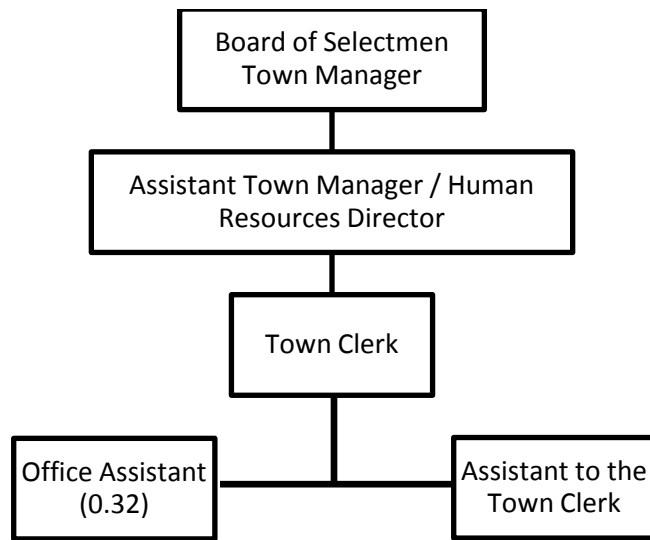 Board of Selectmen
Town Manager
Assistant Town Manager / Human
Resources Director
Town Clerk
Office Assistant
(0.32)
Assistant to the
Town Clerk